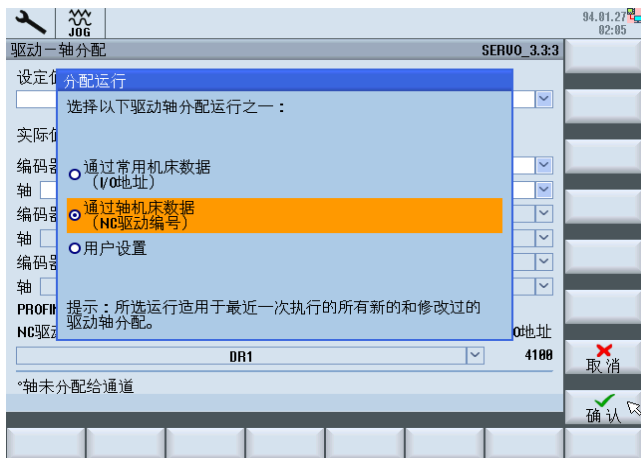 JOG
94.01.27
02:05
驱动－轴分配 SERVO_3.3:3
设定值
分配运行
选择以下驱动轴分配运行之一：
实际值
通过常用机床数据
编码器
（I/O地址）
轴
通过轴机床数据
编码器
（NC驱动编号）
轴
用户设置
编码器
轴
提示：所选运行适用于最近一次执行的所有新的和修改过的
PROFI
驱动轴分配。
NC驱动
O地址
DR1 4100
取消
°轴未分配给通道
确认